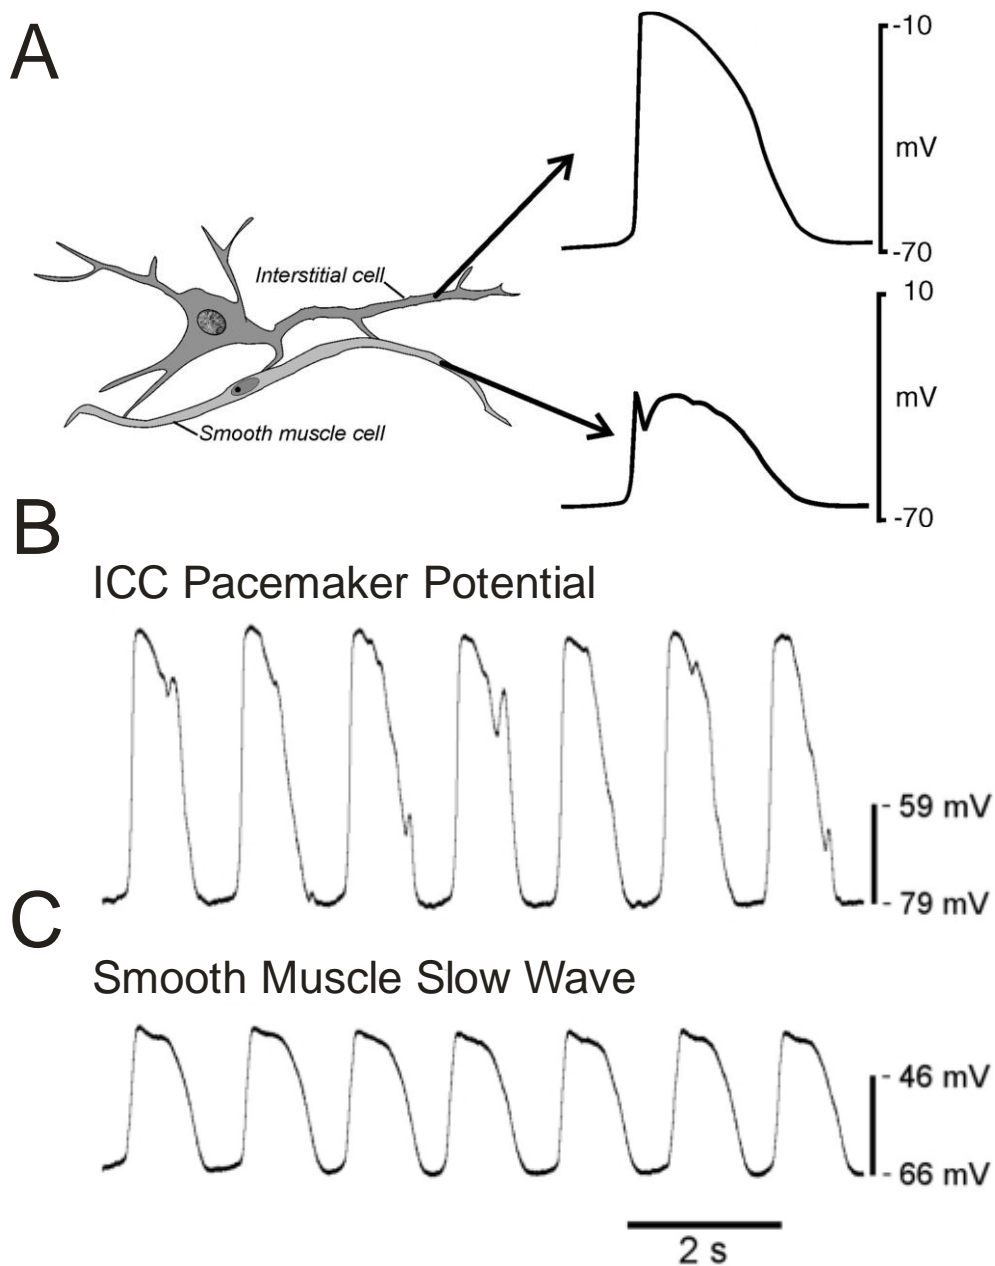 A
-10
mV
-70
Interstitial cell
10
mV
-70
Smooth muscle cell
B
ICC Pacemaker Potential
- 59 mV
- 79 mV
C
Smooth Muscle Slow Wave
- 46 mV
- 66 mV
2 s